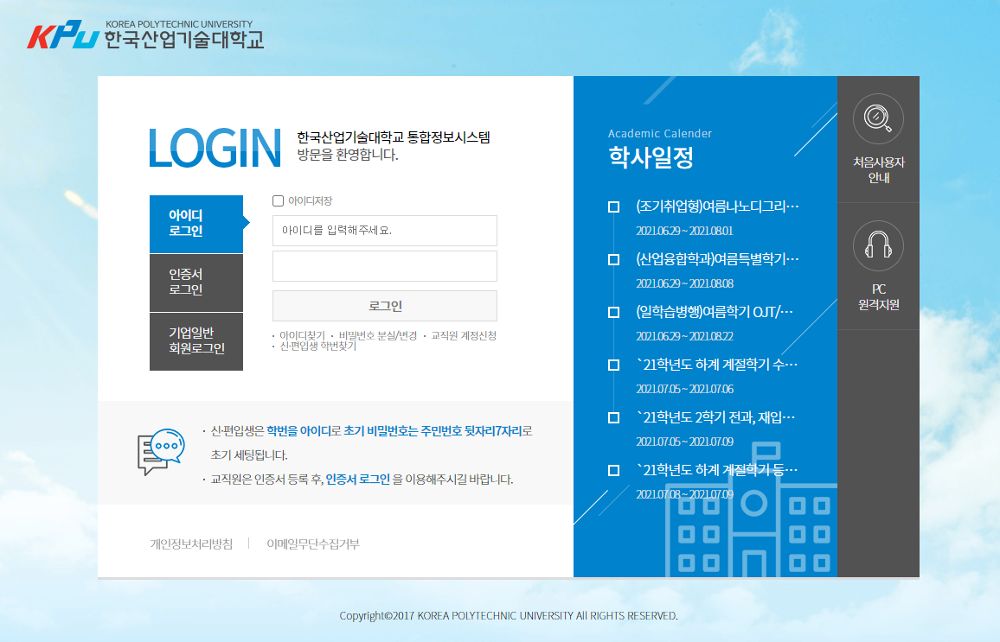 KPU
KOREA POLYTECHNIC UNIVERSITY
한국산업기술대학교
LOGIN
한국산업기술대학교 통합정보시스템
방문을 환영합니다.
아이디
로그인
인증서
로그인
기업일반
회원로그인
아이디저장
아이디를 입력해주세요.
로그인
· 아이디찾기 · 비밀번호 분실/변경 · 교직원 계정신청
· 신·편입생 학번찾기
· 신·편입생은 학번을 아이디로 초기 비밀번호는 주민번호 뒷자리7자리로
초기 세팅됩니다.
· 교직원은 인증서 등록 후, 인증서 로그인 을 이용해주시길 바랍니다.
개인정보처리방침
이메일무단수집거부
Academic Calender
학사일정
(조기취업형)여름나노디그리…
2021.06.29 ~ 2021.08.01
(산업융합학과)여름특별학기…
2021.06.29 ~ 2021.08.08
(일학습병행)여름학기 OJT/…
2021.06.29 ~ 2021.08.22
`21학년도 하계 계절학기 수…
2021.07.05 ~ 2021.07.06
`21학년도 2학기 전과, 재입…
2021.07.05 ~ 2021.07.09
`21학년도 하계 계절학기 등…
2021.07.08 ~ 2021.07.09
처음사용자
안내
PC
원격지원
Copyright©2017 KOREA POLYTECHNIC UNIVERSITY All RIGHTS RESERVED.